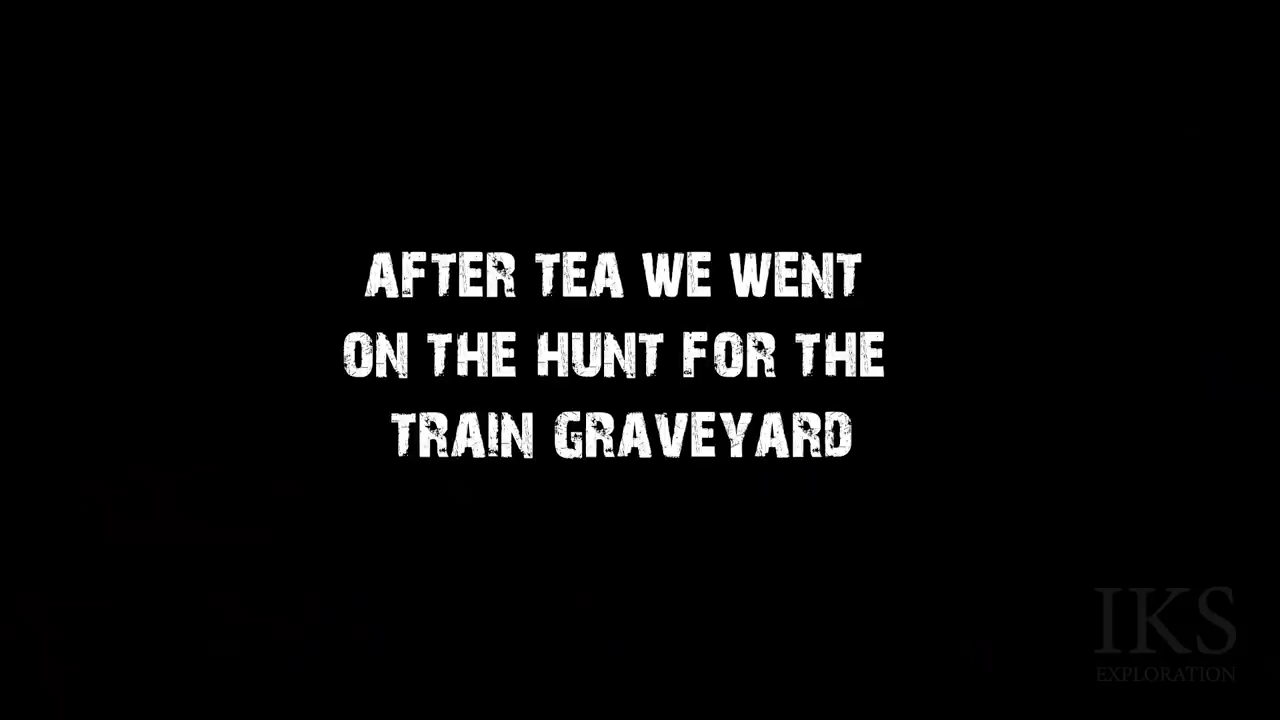 AFTER TEA WE WENT
ON THE HUNT FOR THE
TRAIN GRAVEYARD
IKS
EXPLORATION